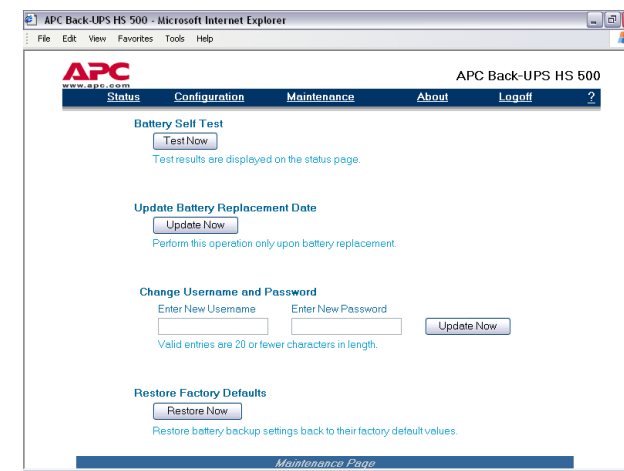 APC Back-UPS HS 500 - Microsoft Internet Explorer
File Edit View Favorites Tools Help
APC
www.apc.com
APC Back-UPS HS 500
Status Configuration Maintenance About Logoff ?
Battery Self Test
Test Now
Test results are displayed on the status page.
Update Battery Replacement Date
Update Now
Perform this operation only upon battery replacement.
Change Username and Password
Enter New Username Enter New Password
Update Now
Valid entries are 20 or fewer characters in length.
Restore Factory Defaults
Restore Now
Restore battery backup settings back to their factory default values.
Maintenance Page